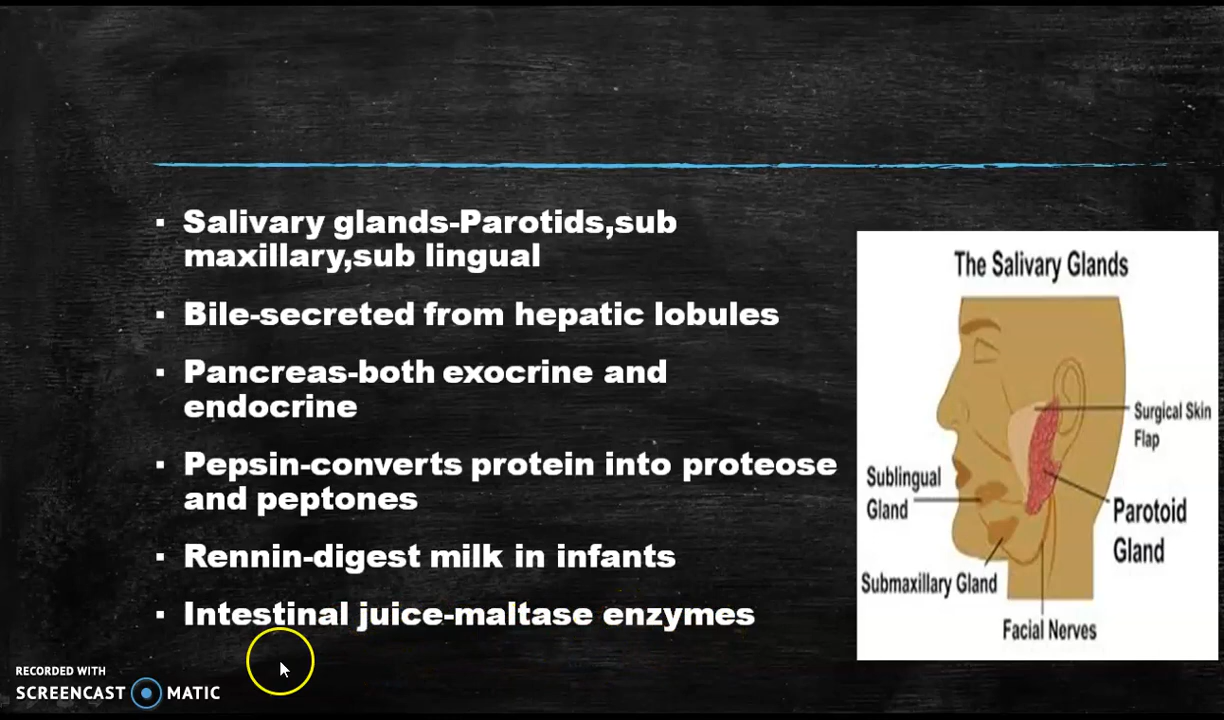 ▪ Salivary glands-Parotids,sub
maxillary,sub lingual
▪ Bile-secreted from hepatic lobules
▪ Pancreas-both exocrine and
endocrine
▪ Pepsin-converts protein into proteose
and peptones
▪ Rennin-digest milk in infants
▪ Intestinal juice-maltase enzymes
The Salivary Glands
Surgical Skin
Flap
Sublingual
Gland
Parotoid
Gland
Submaxillary Gland
Facial Nerves
RECORDED WITH
SCREENCAST MATIC